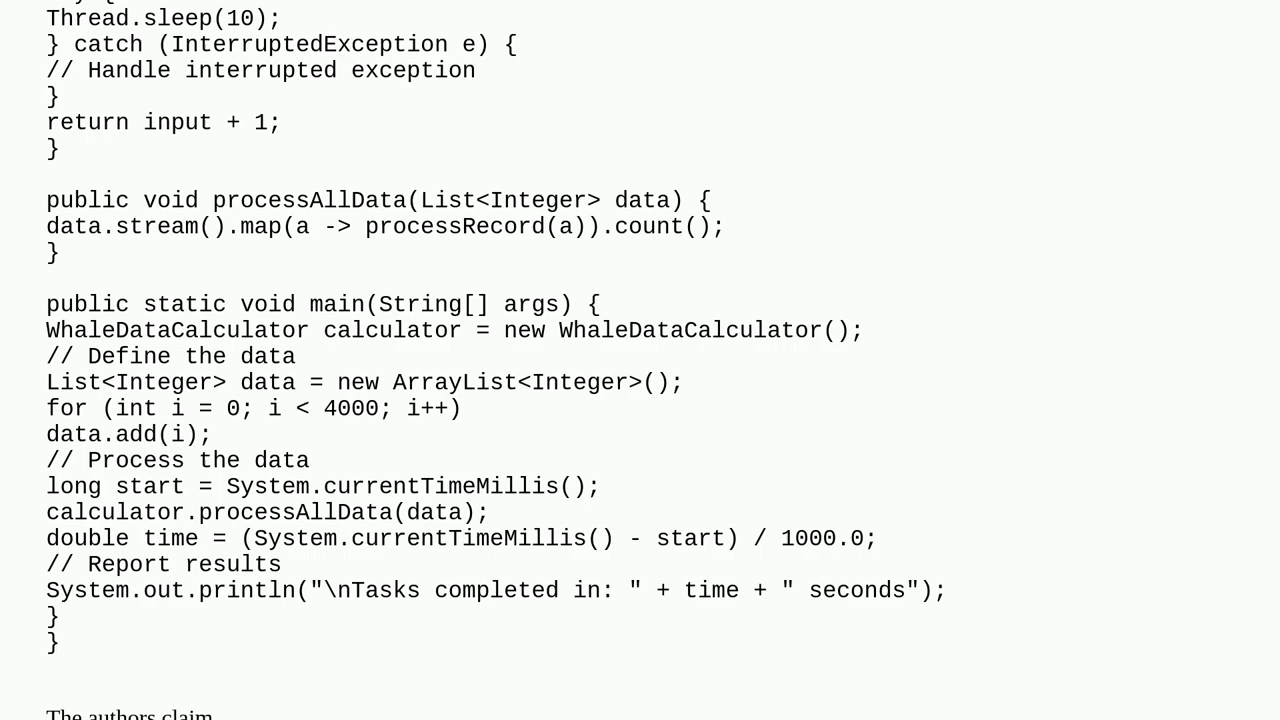 Thread.sleep(10);
} catch (InterruptedException e) {
// Handle interrupted exception
}
return input + 1;
}
public void processAllData(List<Integer> data) {
data.stream().map(a -> processRecord(a)).count();
}
public static void main(String[] args) {
WhaleDataCalculator calculator = new WhaleDataCalculator();
// Define the data
List<Integer> data = new ArrayList<Integer>();
for (int i = 0; i < 4000; i++)
data.add(i);
// Process the data
long start = System.currentTimeMillis();
calculator.processAllData(data);
double time = (System.currentTimeMillis() - start) / 1000.0;
// Report results
System.out.println("\nTasks completed in: " + time + " seconds");
}
}
The authors claim